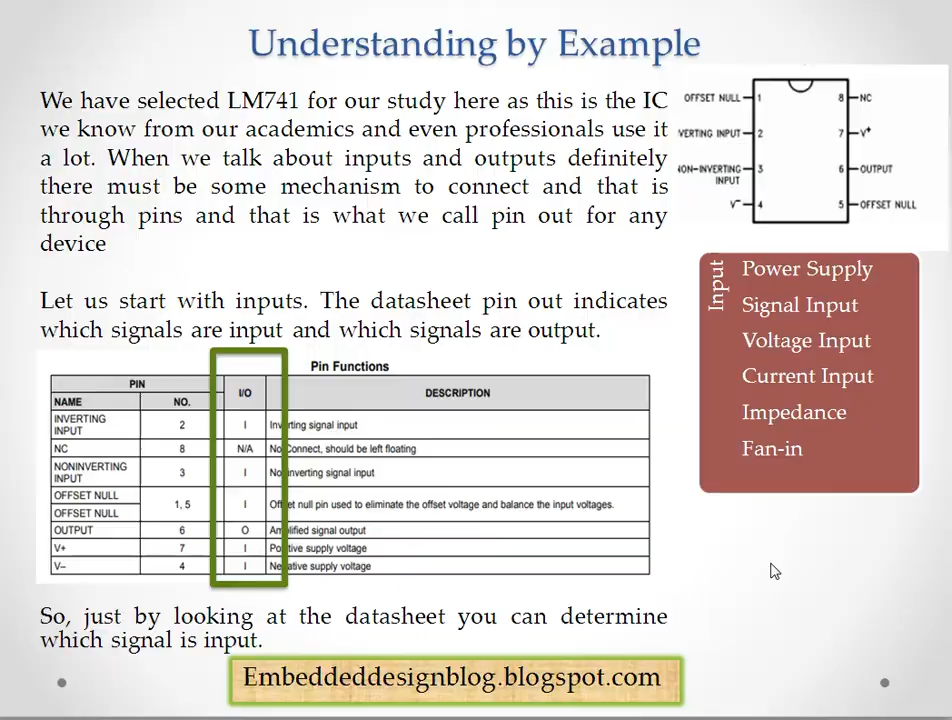 Understanding by Example
We have selected LM741 for our study here as this is the IC
we know from our academics and even professionals use it
a lot. When we talk about inputs and outputs definitely
there must be some mechanism to connect and that is
through pins and that is what we call pin out for any
device
Let us start with inputs. The datasheet pin out indicates
which signals are input and which signals are output.
OFFSET NULL 1 8 NC
VERTING INPUT 2 7 V+
NON-INVERTING 3 6 OUTPUT
INPUT
V- 4 5 OFFSET NULL
Input
Power Supply
Signal Input
Voltage Input
Current Input
Impedance
Fan-in
Pin Functions
PIN I/O DESCRIPTION
NAME NO.
INVERTING
INPUT 2 I Inverting signal input
NC 8 N/A No Connect, should be left floating
NONINVERTING
INPUT 3 I Noninverting signal input
OFFSET NULL
OFFSET NULL 1, 5 I Offset null pin used to eliminate the offset voltage and balance the input voltages.
OUTPUT 6 O Amplified signal output
V+ 7 I Positive supply voltage
V– 4 I Negative supply voltage
So, just by looking at the datasheet you can determine
which signal is input.
Embeddeddesignblog.blogspot.com